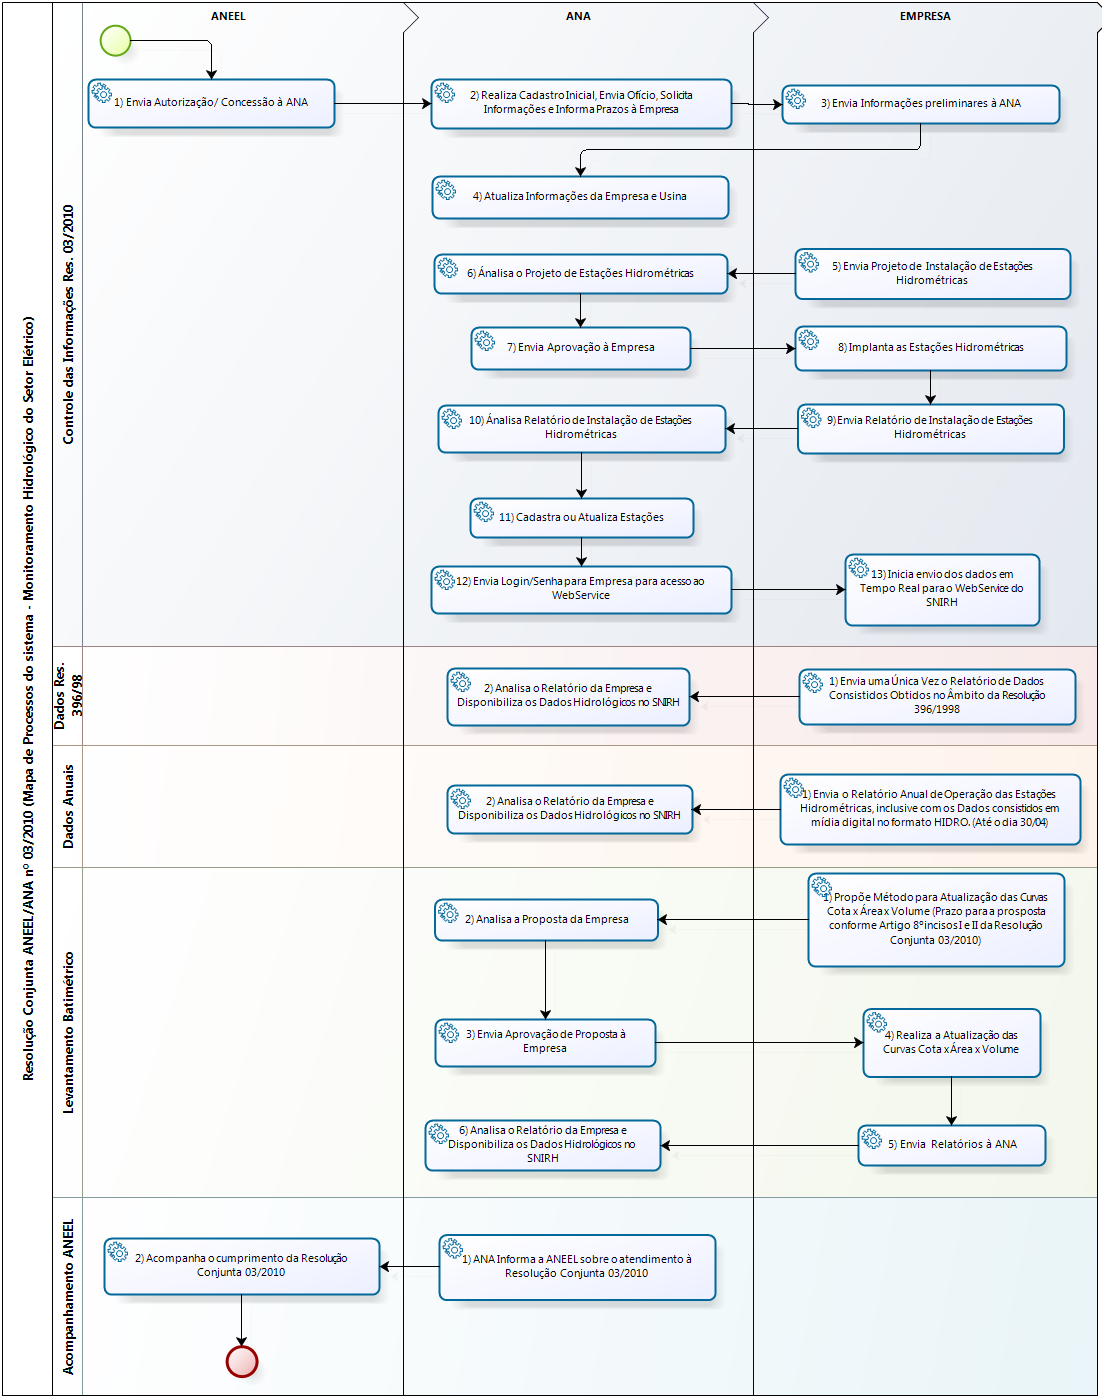 ANEEL
ANA
EMPRESA
Resolução Conjunta ANEEL/ANA nº 03/2010 (Mapa de Processos do sistema - Monitoramento Hidrológico do Setor Elétrico)
Controle das Informações Res. 03/2010
1) Envia Autorização/ Concessão à ANA
2) Realiza Cadastro Inicial, Envia Ofício, Solicita
Informações e Informa Prazos à Empresa
3) Envia Informações preliminares à ANA
4) Atualiza Informações da Empresa e Usina
5) Envia Projeto de Instalação de Estações
Hidrométricas
6) Ánalisa o Projeto de Estações Hidrométricas
7) Envia Aprovação à Empresa
8) Implanta as Estações Hidrométricas
9) Envia Relatório de Instalação de Estações
Hidrométricas
10) Ánalisa Relatório de Instalação de Estações
Hidrométricas
11) Cadastra ou Atualiza Estações
12) Envia Login/Senha para Empresa para acesso ao
WebService
13) Inicia envio dos dados em
Tempo Real para o WebService do
SNIRH
Dados Res.
396/98
1) Envia uma Única Vez o Relatório de Dados
Consistidos Obtidos no Âmbito da Resolução
396/1998
2) Analisa o Relatório da Empresa e
Disponibiliza os Dados Hidrológicos no SNIRH
Dados Anuais
1) Envia o Relatório Anual de Operação das Estações
Hidrométricas, inclusive com os Dados consistidos em
mídia digital no formato HIDRO. (Até o dia 30/04)
2) Analisa o Relatório da Empresa e
Disponibiliza os Dados Hidrológicos no SNIRH
Levantamento Batimétrico
1) Propõe Método para Atualização das Curvas
Cota x Área x Volume (Prazo para a prosposta
conforme Artigo 8º incisos I e II da Resolução
Conjunta 03/2010)
2) Analisa a Proposta da Empresa
3) Envia Aprovação de Proposta à
Empresa
4) Realiza a Atualização das
Curvas Cota x Área x Volume
5) Envia Relatórios à ANA
6) Analisa o Relatório da Empresa e
Disponibiliza os Dados Hidrológicos no
SNIRH
Acompanhamento ANEEL
1) ANA Informa a ANEEL sobre o atendimento à
Resolução Conjunta 03/2010
2) Acompanha o cumprimento da Resolução
Conjunta 03/2010